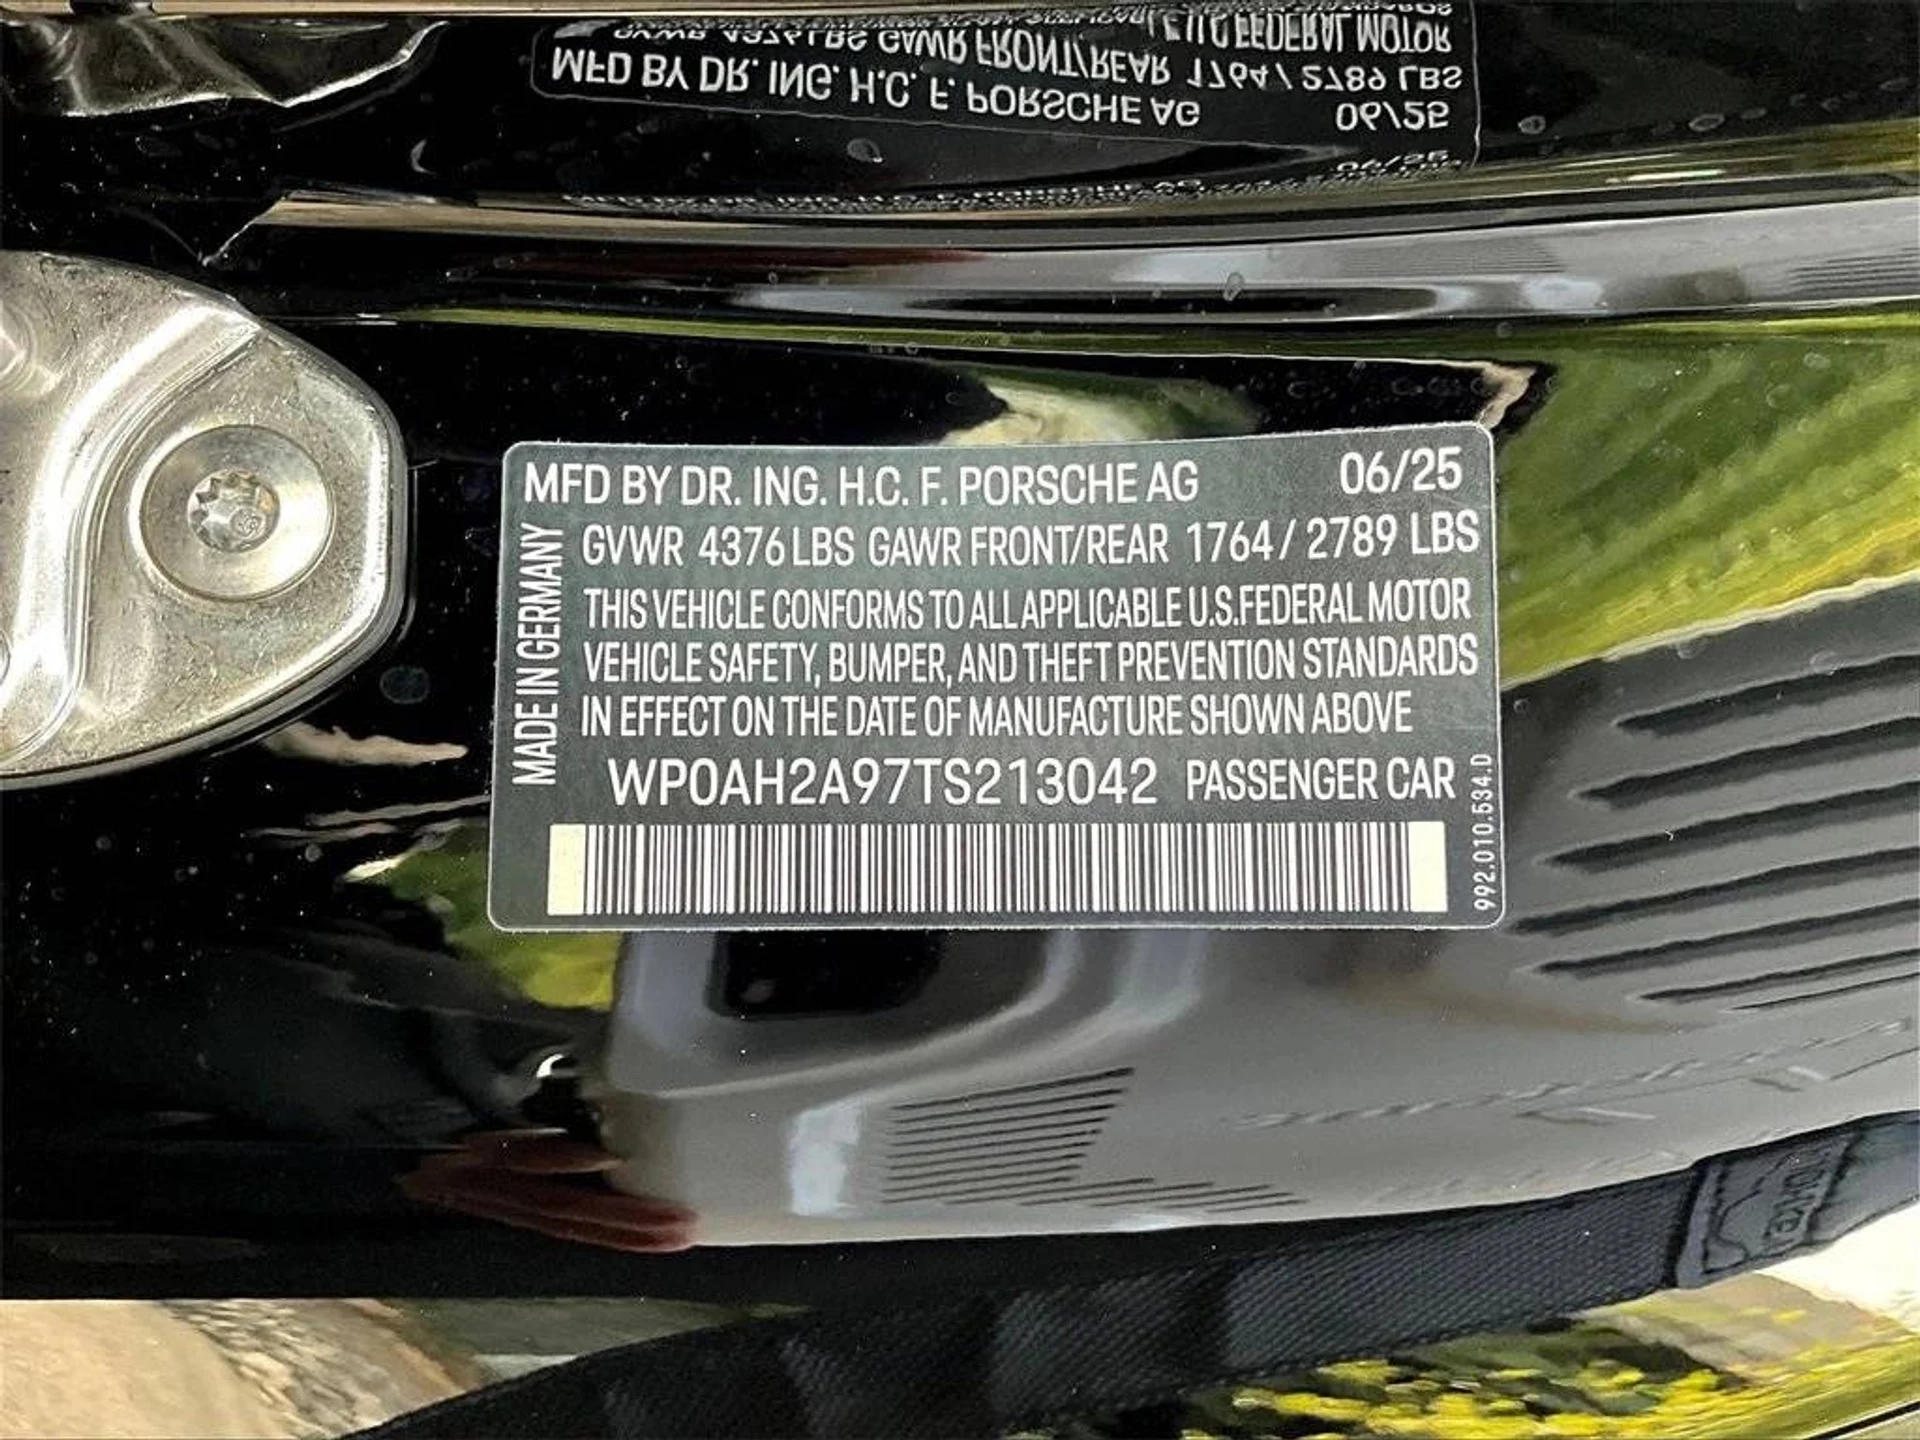 MFD BY DR. ING. H.C. F. PORSCHE AG 06/25
GVWR 4376 LBS GAWR FRONT/REAR 1764 / 2789 LBS
THIS VEHICLE CONFORMS TO ALL APPLICABLE U.S. FEDERAL MOTOR
VEHICLE SAFETY, BUMPER, AND THEFT PREVENTION STANDARDS
IN EFFECT ON THE DATE OF MANUFACTURE SHOWN ABOVE
WP0AH2A97TS213042 PASSENGER CAR
MADE IN GERMANY
992.010.534.D